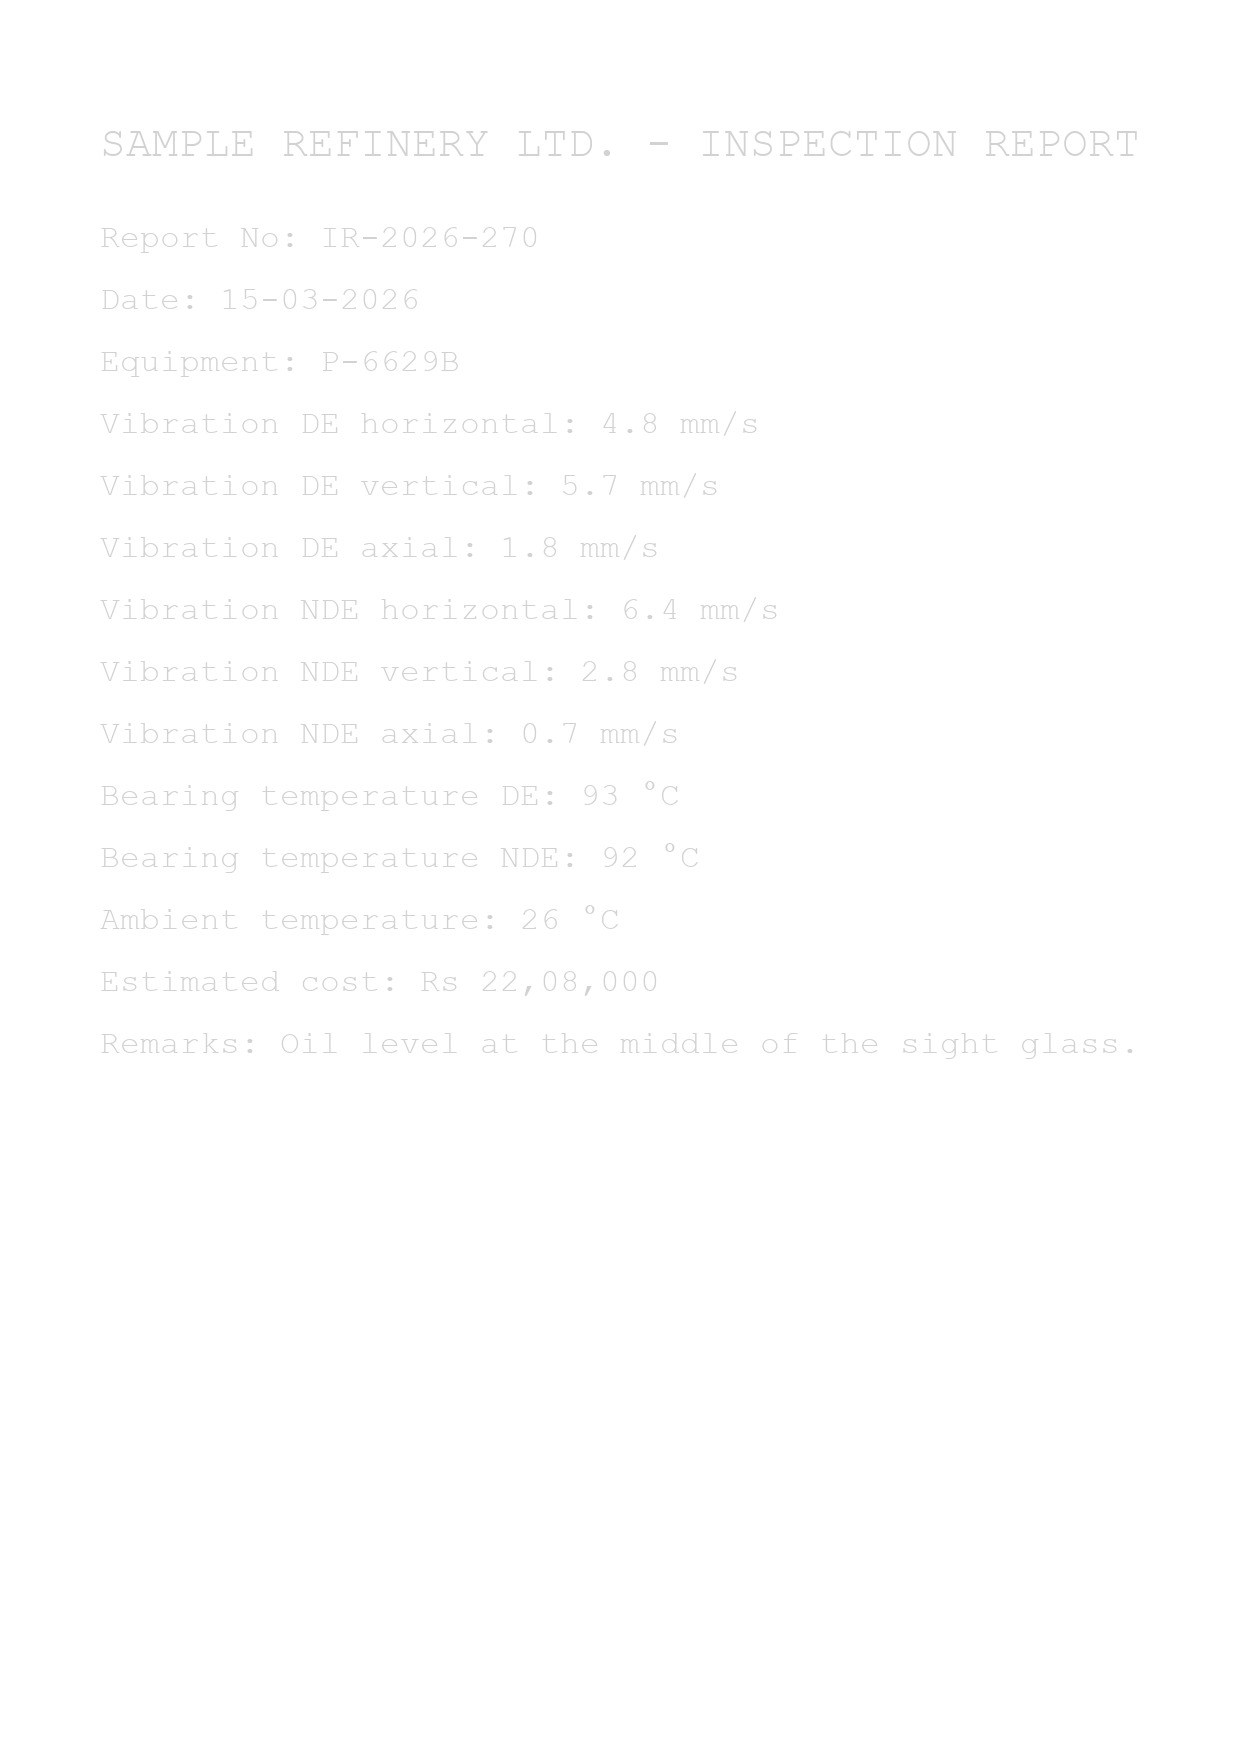 SAMPLE REFINERY LTD. - INSPECTION REPORT
Report No: IR-2026-270
Date: 15-03-2026
Equipment: P-6629B
Vibration DE horizontal: 4.8 mm/s
Vibration DE vertical: 5.7 mm/s
Vibration DE axial: 1.8 mm/s
Vibration NDE horizontal: 6.4 mm/s
Vibration NDE vertical: 2.8 mm/s
Vibration NDE axial: 0.7 mm/s
Bearing temperature DE: 93 °C
Bearing temperature NDE: 92 °C
Ambient temperature: 26 °C
Estimated cost: Rs 22,08,000
Remarks: Oil level at the middle of the sight glass.